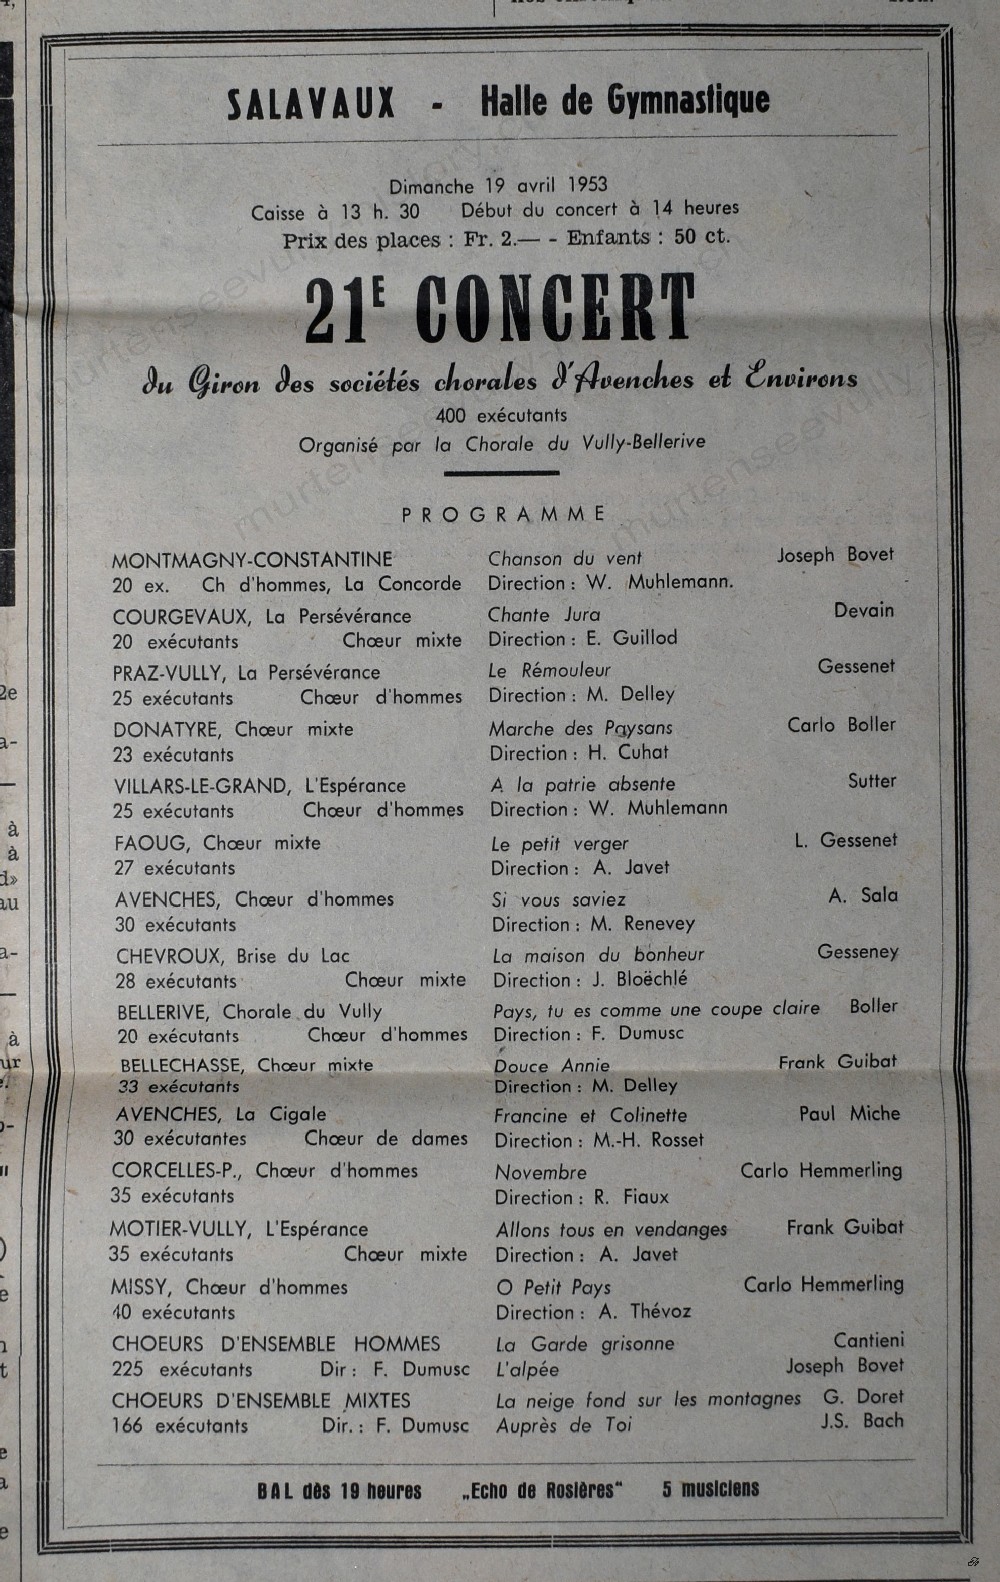 SALAVAUX - Halle de Gymnastique
Dimanche 19 avril 1953
Caisse à 13 h. 30 Début du concert à 14 heures
Prix des places : Fr. 2.— - Enfants : 50 ct.
21E CONCERT
du Giron des sociétés chorales d'Avenches et Environs
400 exécutants
Organisé par la Chorale du Vully-Bellerive
PROGRAMME
MONTMAGNY-CONSTANTINE Chanson du vent Joseph Bovet
20 ex. Ch d'hommes, La Concorde Direction : W. Muhlemann.
COURGEVAUX, La Persévérance Chante Jura Devain
20 exécutants Chœur mixte Direction : E. Guillod
PRAZ-VULLY, La Persévérance Le Rémouleur Gessenet
25 exécutants Chœur d'hommes Direction : M. Delley
DONATYRE, Chœur mixte Marche des Paysans Carlo Boller
23 exécutants Direction : H. Cuhat
VILLARS-LE-GRAND, L'Espérance A la patrie absente Sutter
25 exécutants Chœur d'hommes Direction : W. Muhlemann
FAOUG, Chœur mixte Le petit verger L. Gessenet
27 exécutants Direction : A. Javet
AVENCHES, Chœur d'hommes Si vous saviez A. Sala
30 exécutants Direction : M. Renevey
CHEVROUX, Brise du Lac La maison du bonheur Gesseney
28 exécutants Chœur mixte Direction : J. Bloëchlé
BELLERIVE, Chorale du Vully Pays, tu es comme une coupe claire Boller
20 exécutants Chœur d'hommes Direction : F. Dumusc
BELLECHASSE, Chœur mixte Douce Annie Frank Guibat
33 exécutants Direction : M. Delley
AVENCHES, La Cigale Francine et Colinette Paul Miche
30 exécutantes Chœur de dames Direction : M.-H. Rosset
CORCELLES-P., Chœur d'hommes Novembre Carlo Hemmerling
35 exécutants Direction : R. Fiaux
MOTIER-VULLY, L'Espérance Allons tous en vendanges Frank Guibat
35 exécutants Chœur mixte Direction : A. Javet
MISSY, Chœur d'hommes O Petit Pays Carlo Hemmerling
40 exécutants Direction : A. Thévoz
CHOEURS D'ENSEMBLE HOMMES La Garde grisonne Cantieni
225 exécutants Dir : F. Dumusc L'alpée Joseph Bovet
CHOEURS D'ENSEMBLE MIXTES La neige fond sur les montagnes G. Doret
166 exécutants Dir. : F. Dumusc Auprès de Toi J.S. Bach
BAL dès 19 heures „Echo de Rosières“ 5 musiciens